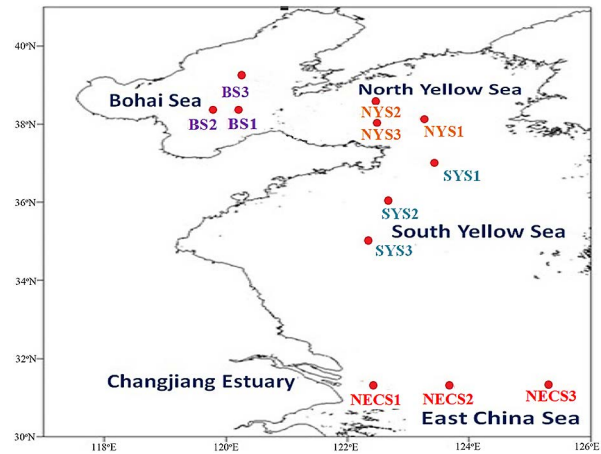 40°N
38°N
36°N
34°N
32°N
30°N
Bohai Sea
BS3
BS2
BS1
North Yellow Sea
NYS2
NYS3
NYS1
SYS1
SYS2
South Yellow Sea
SYS3
Changjiang Estuary
NECS1
NECS2
NECS3
East China Sea
118°E
120°E
122°E
124°E
126°E